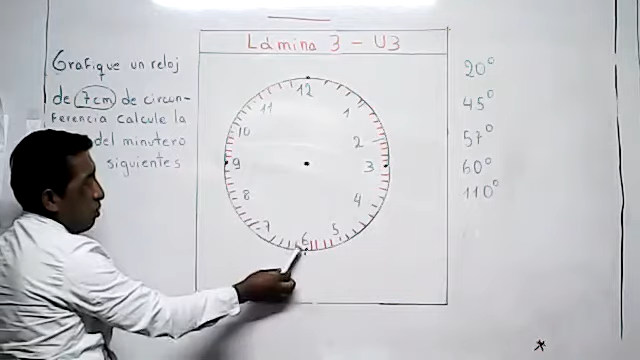 Lámina 3 - U3
Grafique un reloj
de 7cm de circun-
ferencia calcule la
del minutero
siguientes
12
1
2
3
4
5
6
7
8
9
10
11
20°
45°
57°
60°
110°